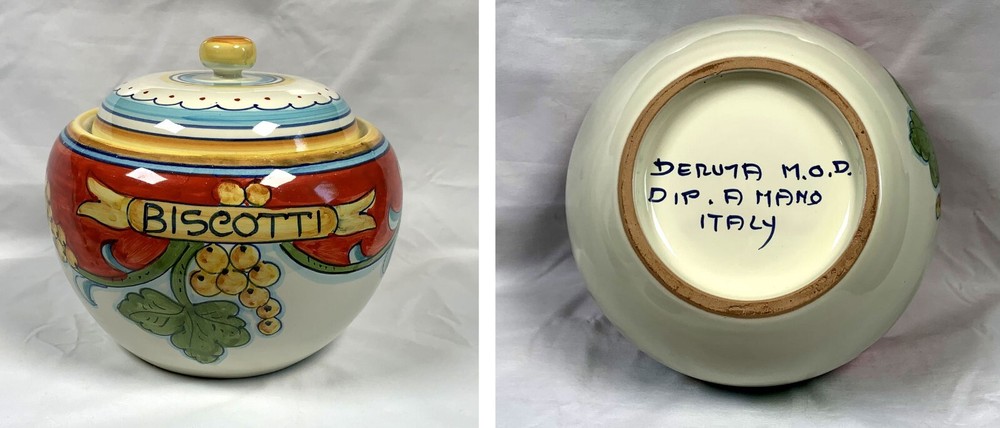 BISCOTTI
DERUTA M.O.D.
DIP. A MANO
ITALY